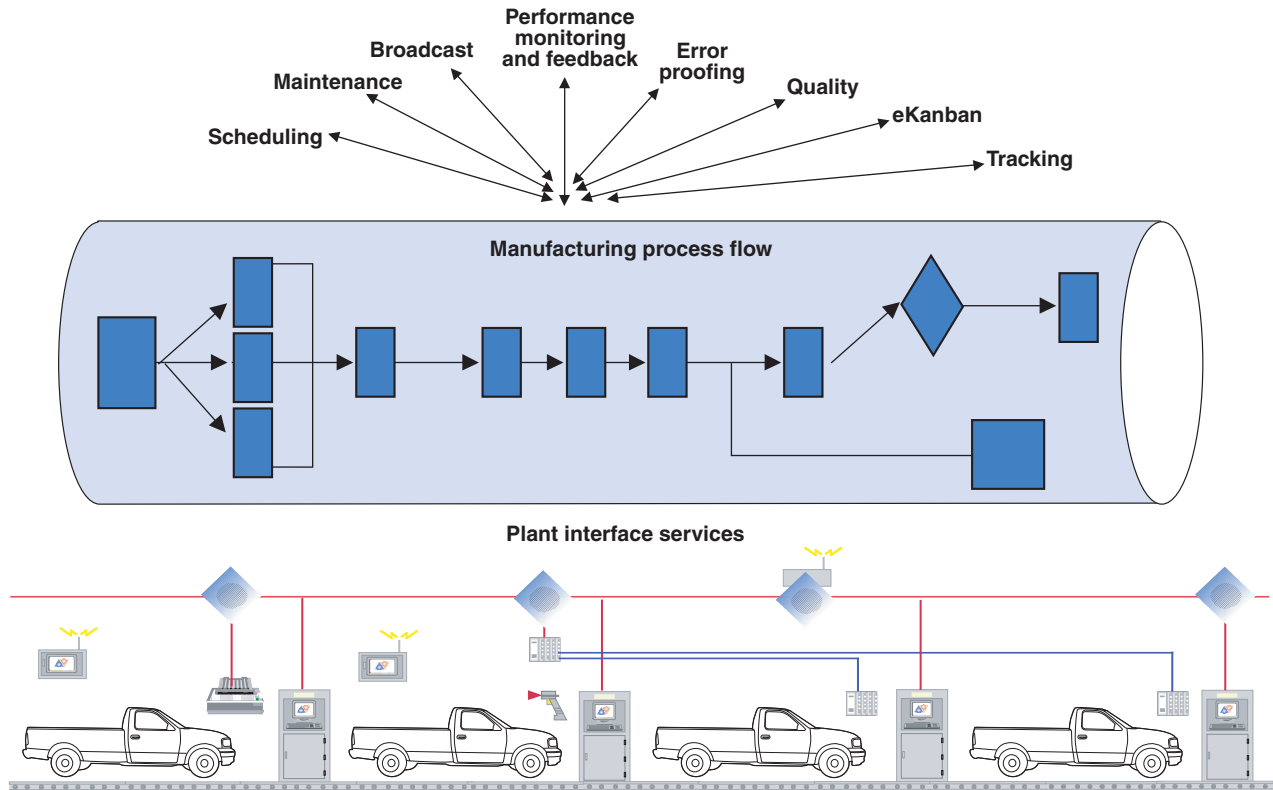 Performance
monitoring
and feedback
Broadcast
Error
proofing
Maintenance
Quality
eKanban
Scheduling
Tracking
Manufacturing process flow
Plant interface services